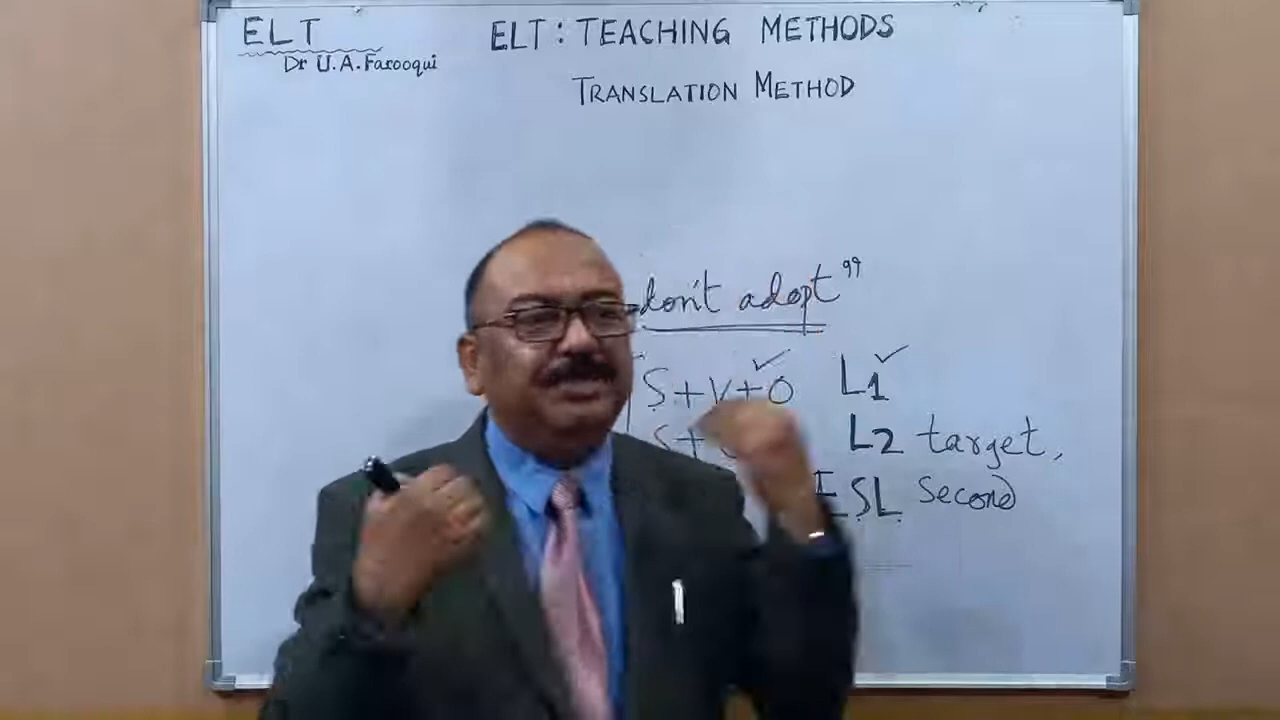 ELT
Dr U.A. Farooqui
ELT : TEACHING METHODS
TRANSLATION METHOD
don't adopt”
S+V+O L1
S+ L2 target,
ESL Second